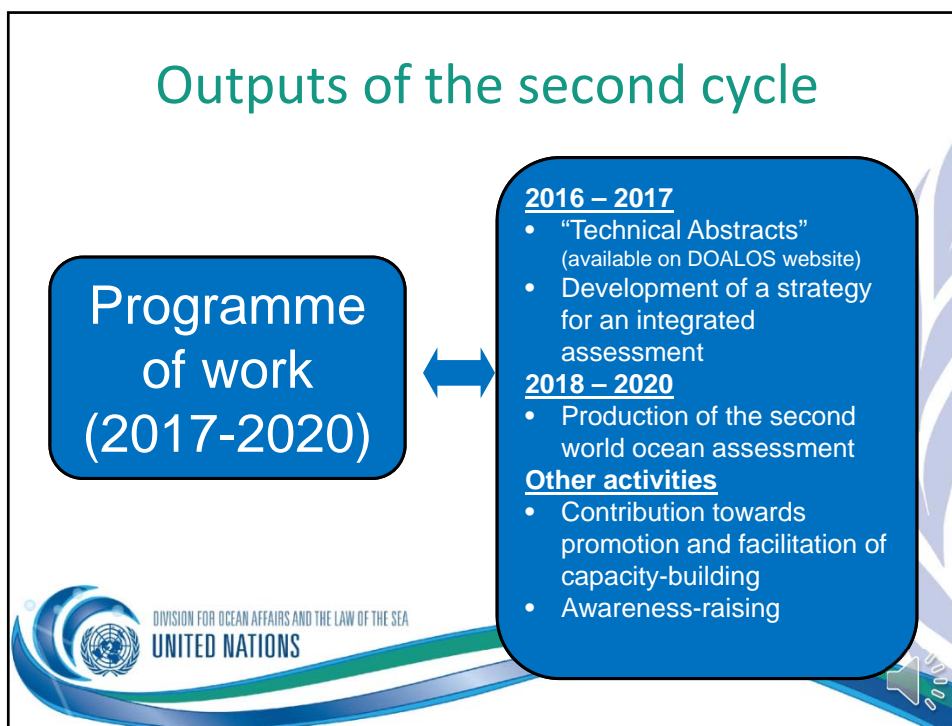 Outputs of the second cycle
Programme
of work
(2017-2020)
2016 – 2017
• “Technical Abstracts”
(available on DOALOS website)
• Development of a strategy
for an integrated
assessment
2018 – 2020
• Production of the second
world ocean assessment
Other activities
• Contribution towards
promotion and facilitation of
capacity-building
• Awareness-raising
DIVISION FOR OCEAN AFFAIRS AND THE LAW OF THE SEA
UNITED NATIONS